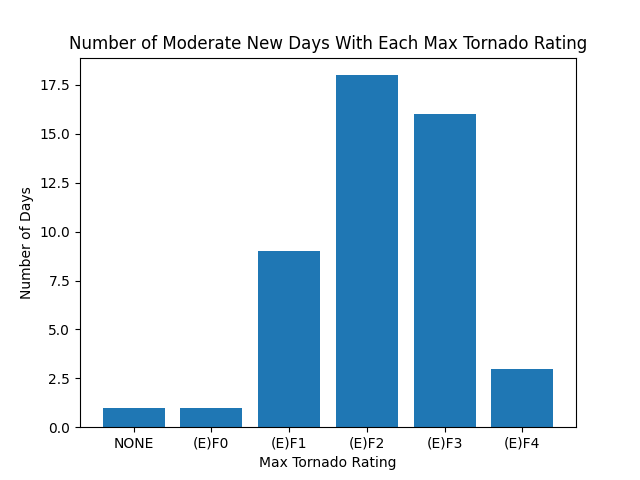 Number of Moderate New Days With Each Max Tornado Rating
17.5
15.0
12.5
10.0
7.5
5.0
2.5
0.0
Number of Days
NONE (E)F0 (E)F1 (E)F2 (E)F3 (E)F4
Max Tornado Rating